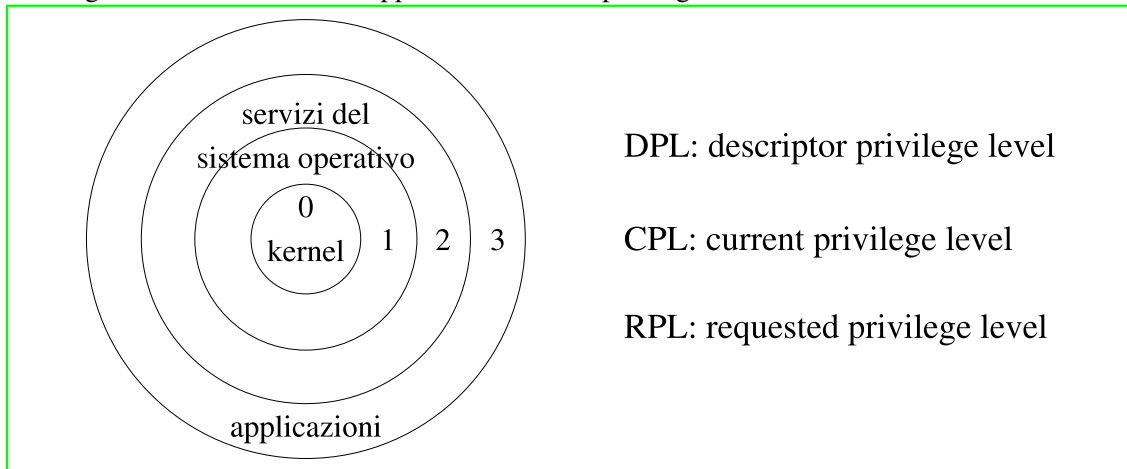 servizi del
sistema operativo
0
kernel
1 2 3
applicazioni
DPL: descriptor privilege level
CPL: current privilege level
RPL: requested privilege level